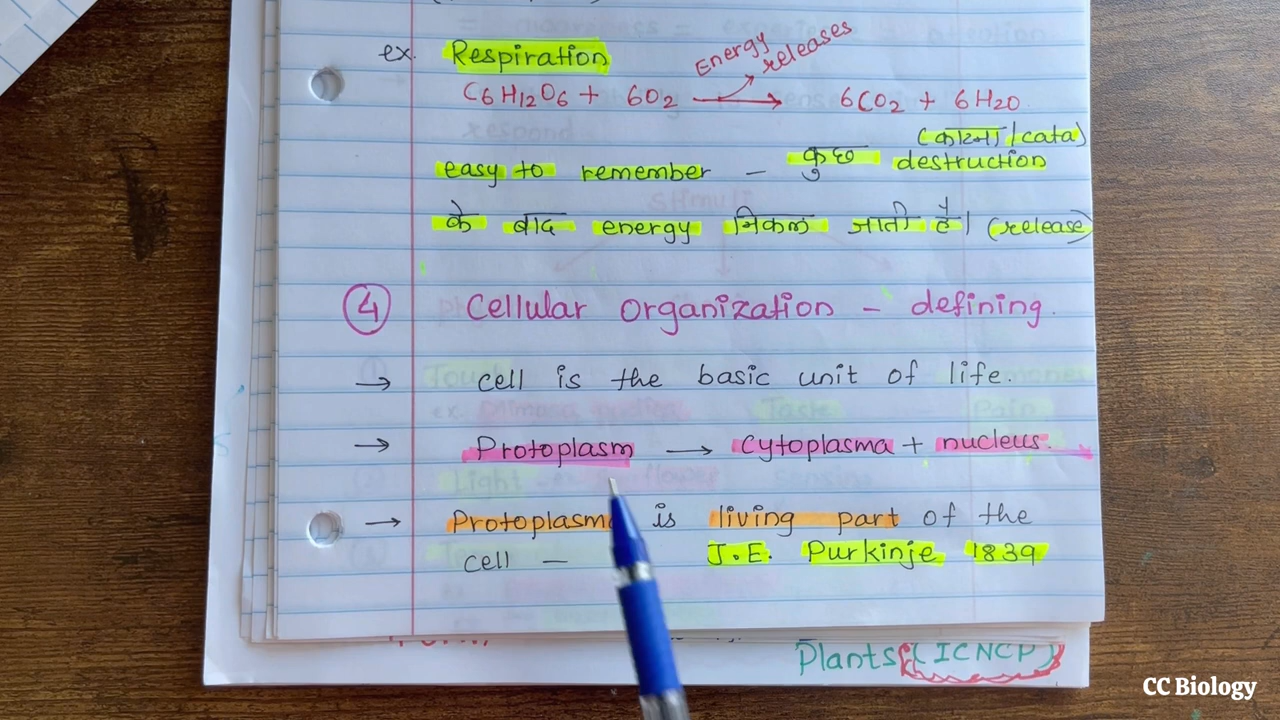 ex. Respiration
Energy releases
C6H12O6 + 6O2 → 6CO2 + 6H2O.
(काटना/cata)
easy to remember – कुछ destruction
के बाद energy निकल जाती है। (release)
4 Cellular organization – defining.
→ cell is the basic unit of life.
→ Protoplasm → Cytoplasma + nucleus.
→ Protoplasm is living part of the
cell – J.E. Purkinje 1839
Plants (ICNCP)
CC Biology